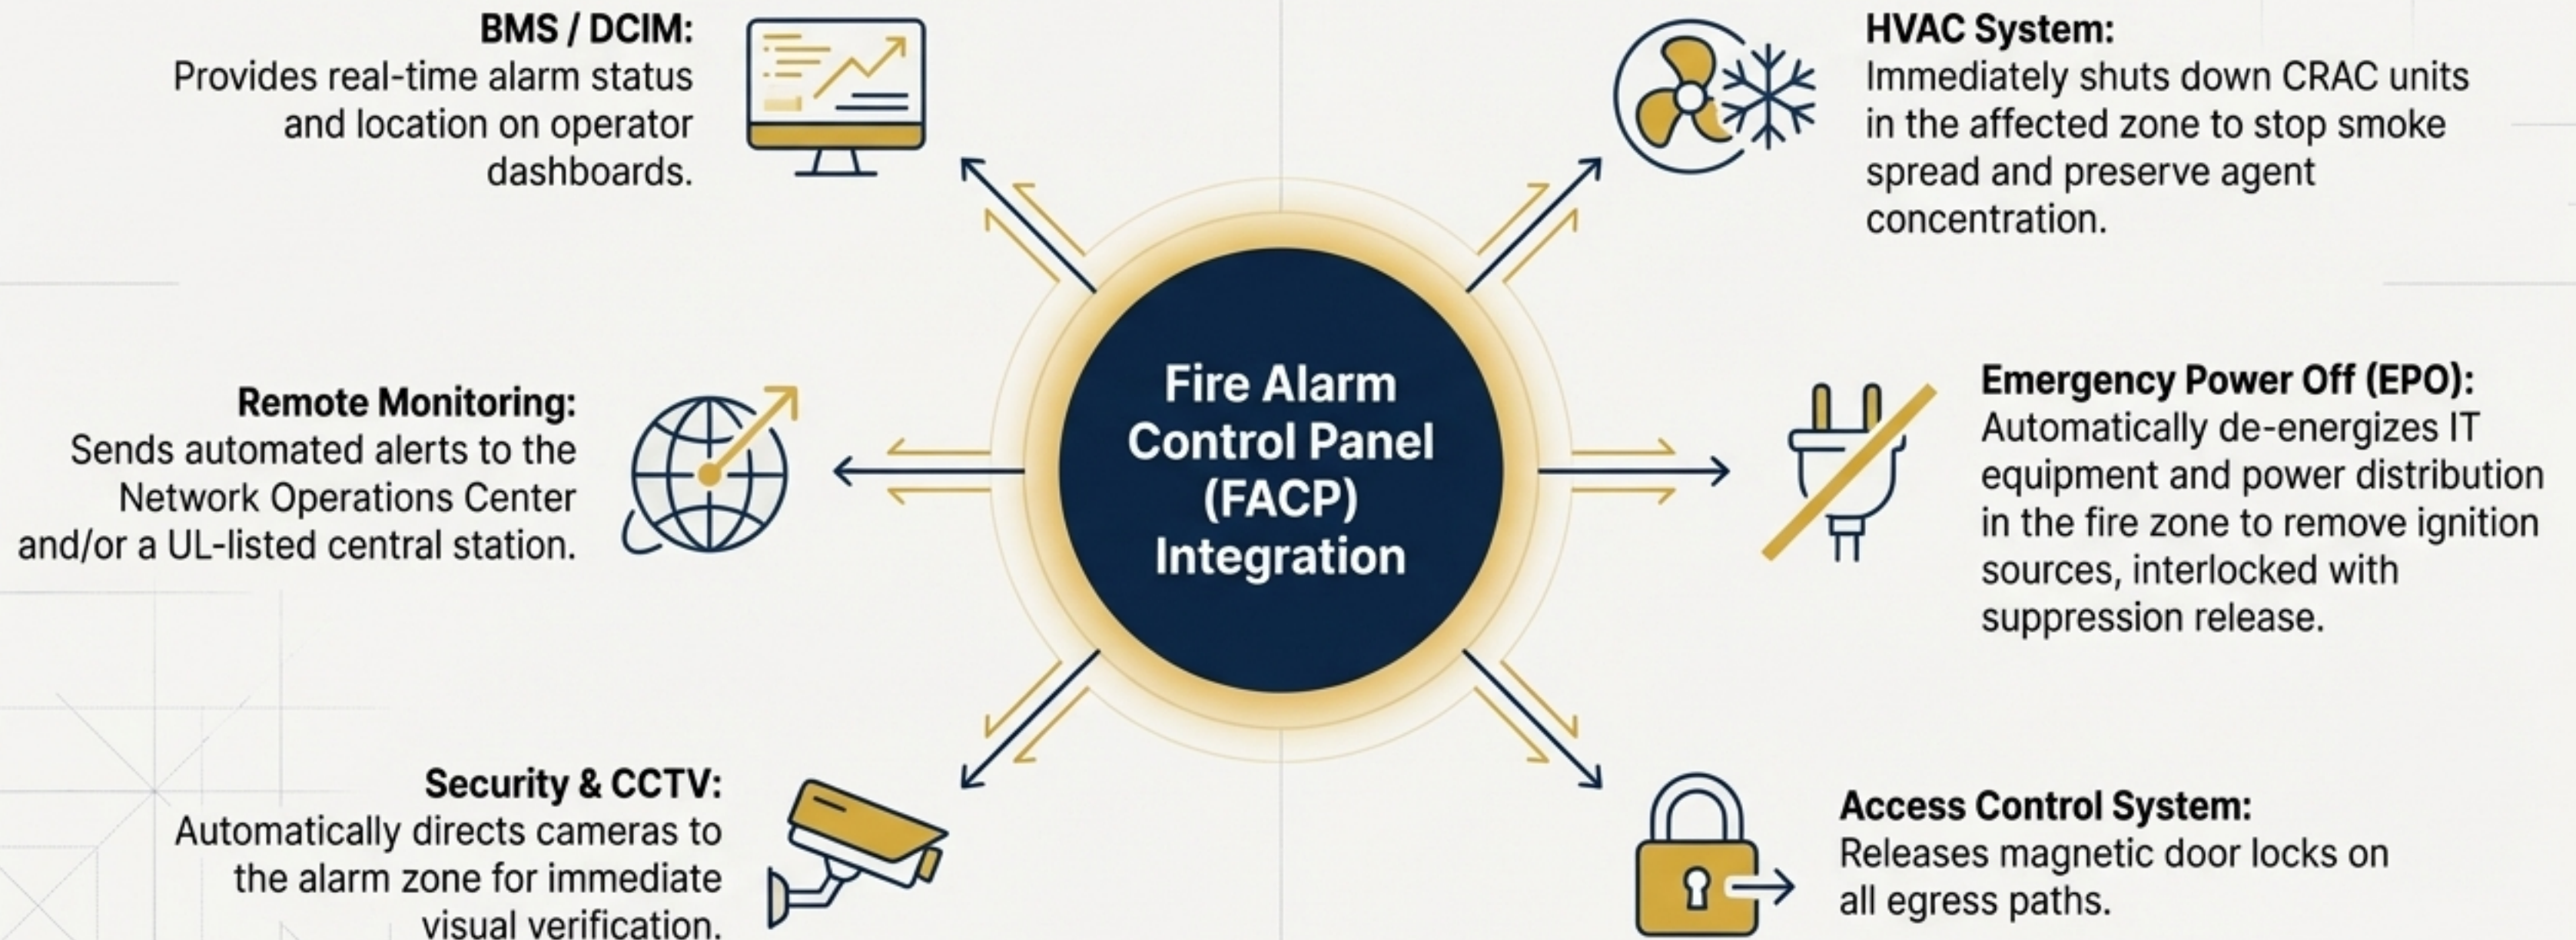 BMS / DCIM:
Provides real-time alarm status
and location on operator
dashboards.
HVAC System:
Immediately shuts down CRAC units
in the affected zone to stop smoke
spread and preserve agent
concentration.
Remote Monitoring:
Sends automated alerts to the
Network Operations Center
and/or a UL-listed central station.
Fire Alarm
Control Panel
(FACP)
Integration
Emergency Power Off (EPO):
Automatically de-energizes IT
equipment and power distribution
in the fire zone to remove ignition
sources, interlocked with
suppression release.
Security & CCTV:
Automatically directs cameras to
the alarm zone for immediate
visual verification.
Access Control System:
Releases magnetic door locks on
all egress paths.